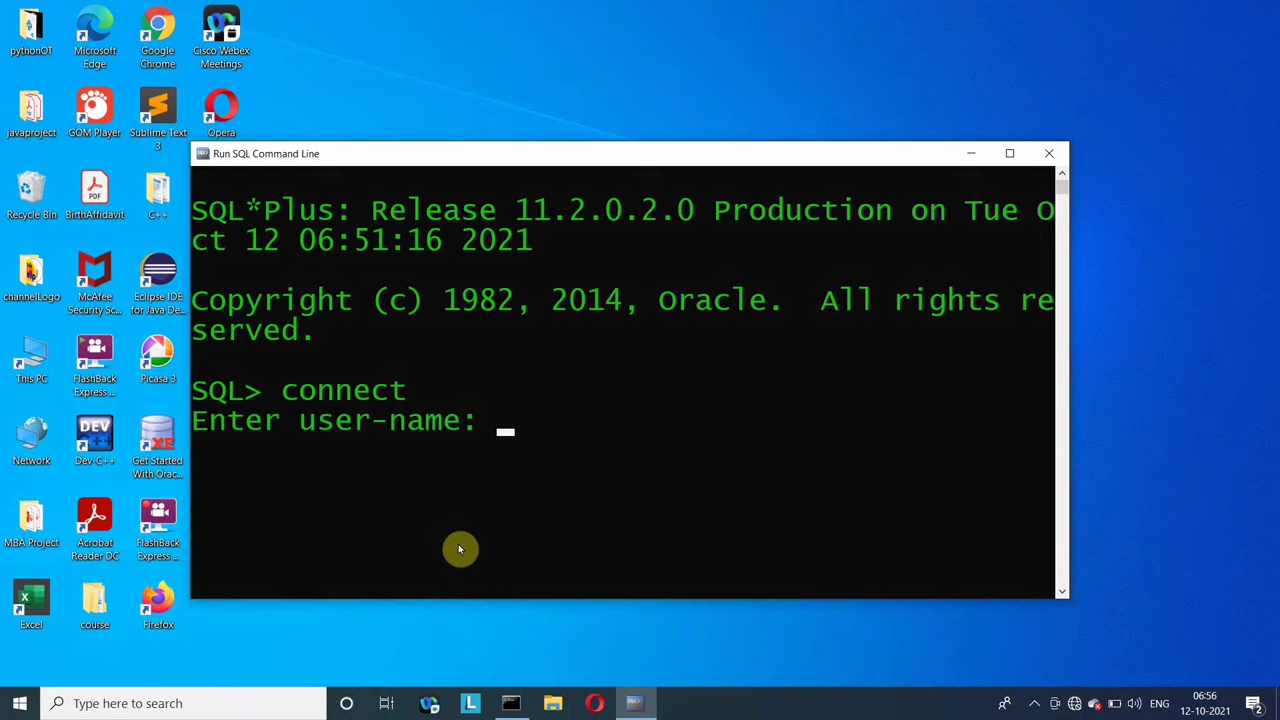 pythonOT
Microsoft
Edge
Google
Chrome
Cisco Webex
Meetings
javaproject
GOM Player
Sublime Text
3
Opera
Recycle Bin
BirthAffidavit
C++
channelLogo
McAfee
Security Sc...
Eclipse IDE
for Java De...
This PC
FlashBack
Express ...
Picasa 3
Network
Dev-C++
Get Started
With Orac...
MBA Project
Acrobat
Reader DC
FlashBack
Express ...
Excel
course
Firefox
Run SQL Command Line
SQL*Plus: Release 11.2.0.2.0 Production on Tue O
ct 12 06:51:16 2021
Copyright (c) 1982, 2014, Oracle.  All rights re
served.
SQL> connect
Enter user-name:
Type here to search
ENG
06:56
12-10-2021
2